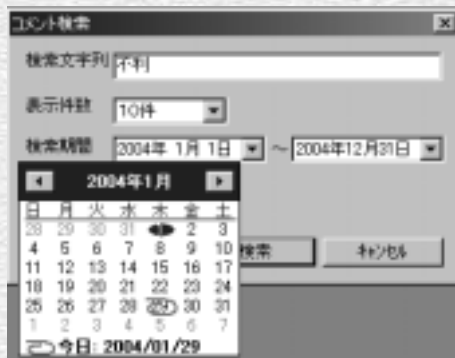 コメント検索
検索文字列 不判
表示件数 10件
検索期間 2004年 1月 1日 ～ 2004年12月31日
2004年1月
日 月 火 水 木 金 土
28 29 30 31 1 2 3
4 5 6 7 8 9 10
11 12 13 14 15 16 17
18 19 20 21 22 23 24
25 26 27 28 29 30 31
1 2 3 4 5 6 7
今日: 2004/01/29
検索 キャンセル